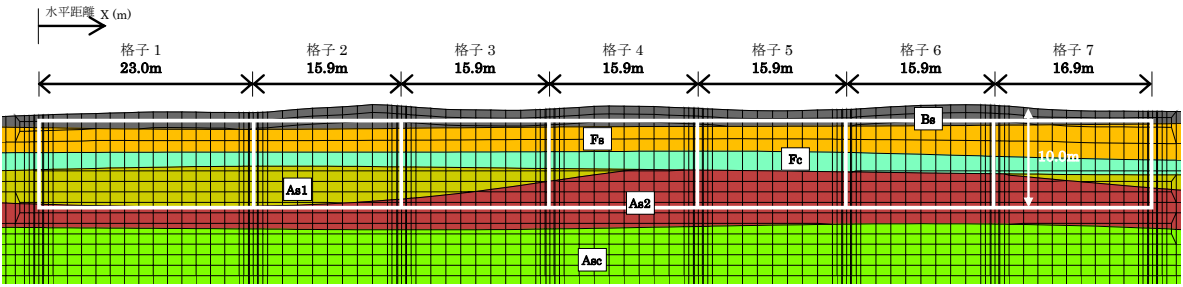 水平距離 X (m)
格子 1 格子 2 格子 3 格子 4 格子 5 格子 6 格子 7
23.0m 15.9m 15.9m 15.9m 15.9m 15.9m 16.9m
Bs
Fs
Fc
10.0m
As1
As2
Asc